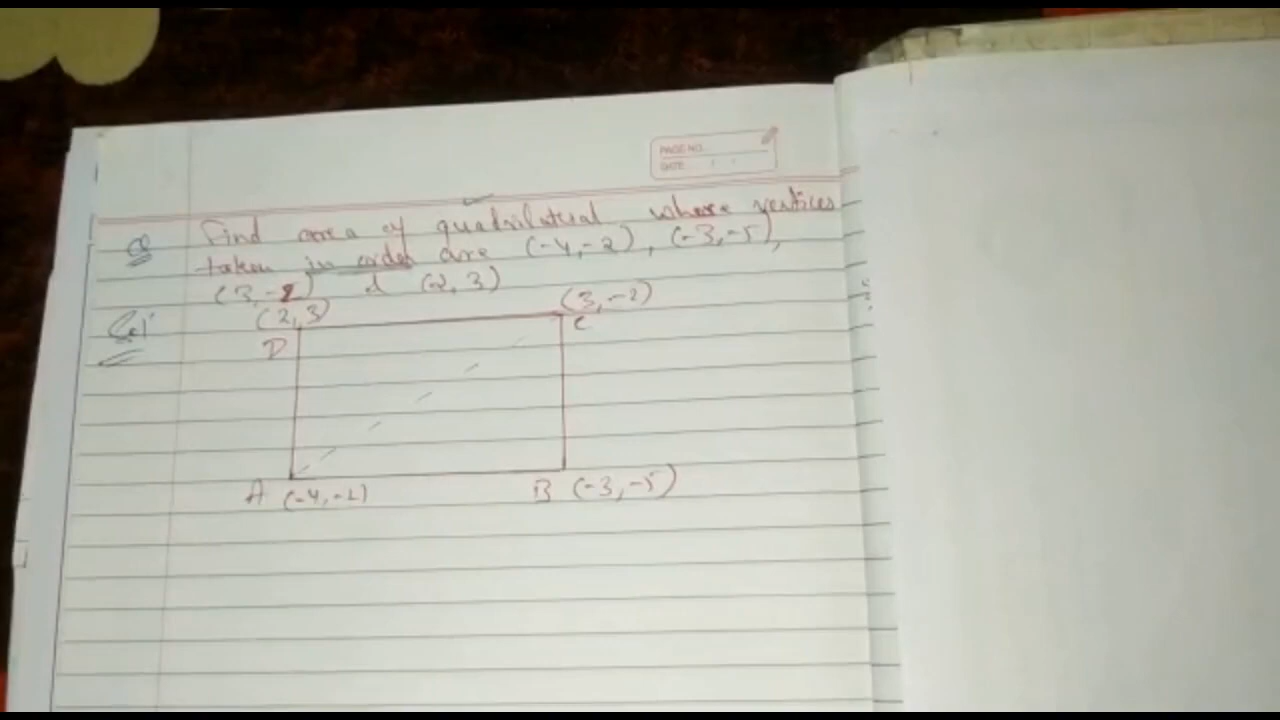 PAGE NO.
DATE
Q Find area of quadrilateral whose vertices
taken in order are (-4,-2), (-3,-5),
(3,-2) & (2,3)
Sol
(2,3) (3,-2)
D C
A (-4,-2) B (-3,-5)